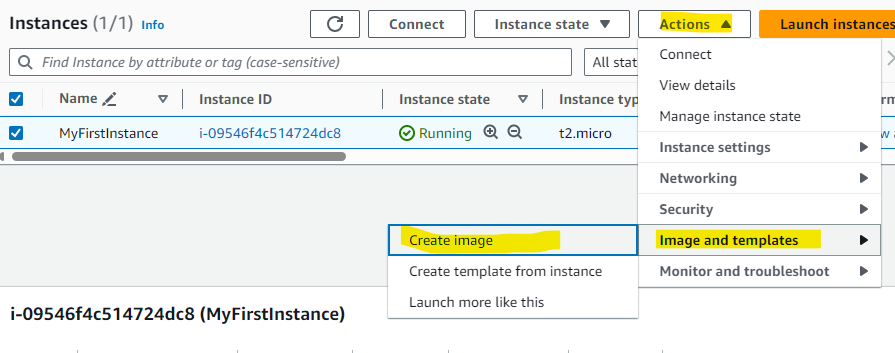 Instances (1/1) Info Connect Instance state Actions Launch instances
Find Instance by attribute or tag (case-sensitive) All stat
Name Instance ID Instance state Instance typ
MyFirstInstance i-09546f4c514724dc8 Running t2.micro
Connect
View details
Manage instance state
Instance settings
Networking
Security
Image and templates
Monitor and troubleshoot
Create image
Create template from instance
Launch more like this
i-09546f4c514724dc8 (MyFirstInstance)